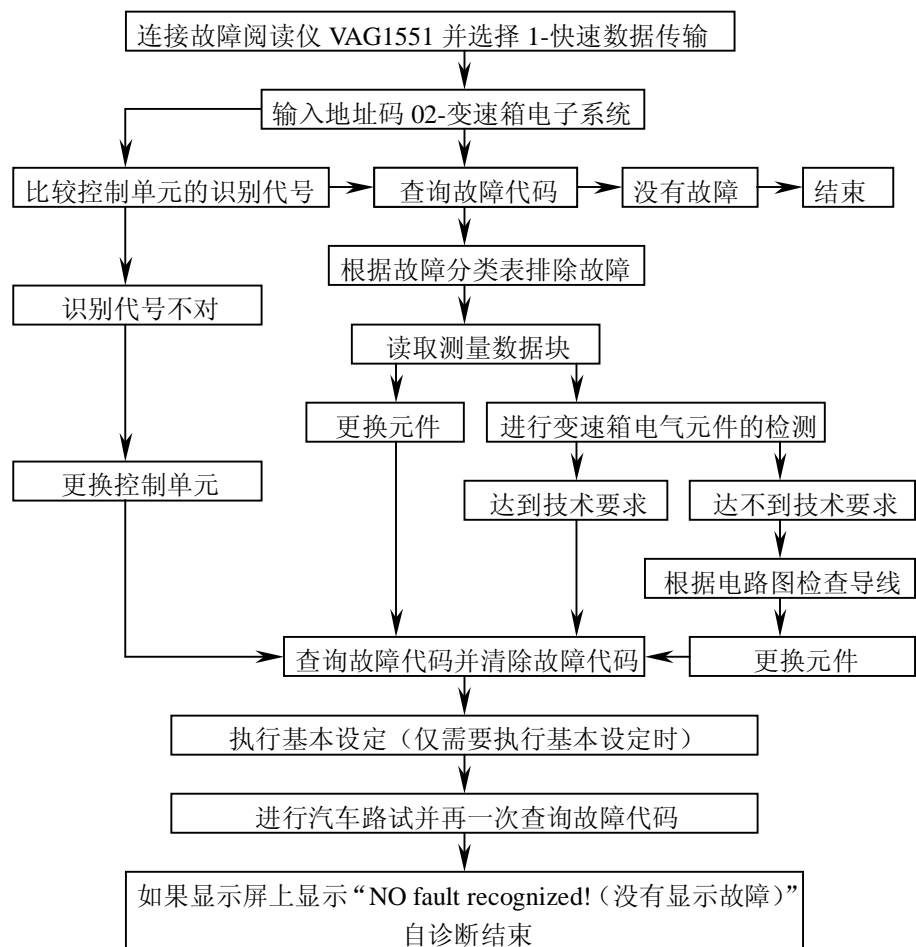 连接故障阅读仪 VAG1551 并选择 1-快速数据传输
输入地址码 02-变速箱电子系统
比较控制单元的识别代号
查询故障代码
没有故障
结束
根据故障分类表排除故障
识别代号不对
读取测量数据块
更换元件
进行变速箱电气元件的检测
更换控制单元
达到技术要求
达不到技术要求
根据电路图检查导线
查询故障代码并清除故障代码
更换元件
执行基本设定（仅需要执行基本设定时）
进行汽车路试并再一次查询故障代码
如果显示屏上显示“NO fault recognized!（没有显示故障）”
自诊断结束